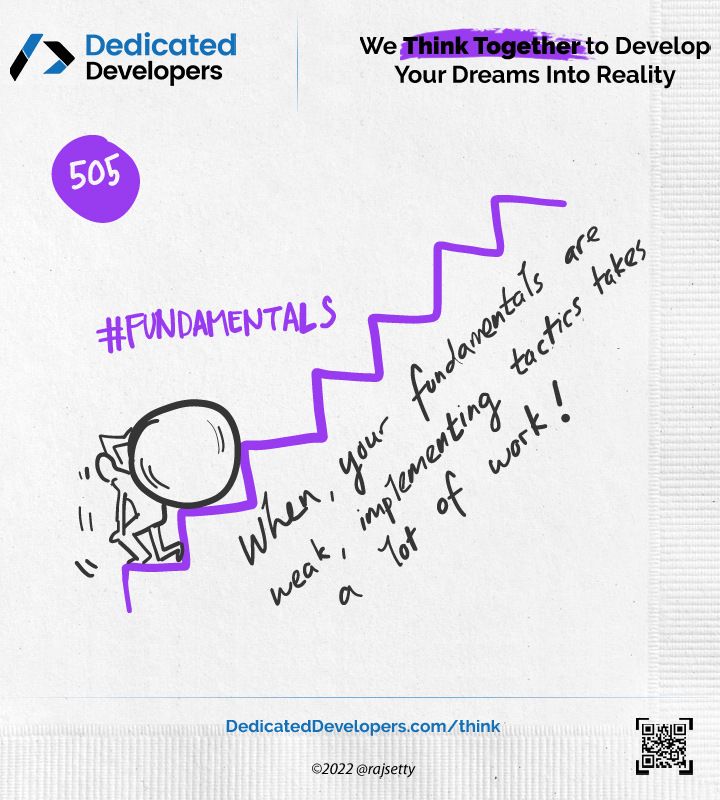 Dedicated
Developers
We Think Together to Develop
Your Dreams Into Reality
505
#FUNDAMENTALS
When, your fundamentals are
weak, implementing tactics takes
a lot of work!
DedicatedDevelopers.com/think
©2022 @rajsetty